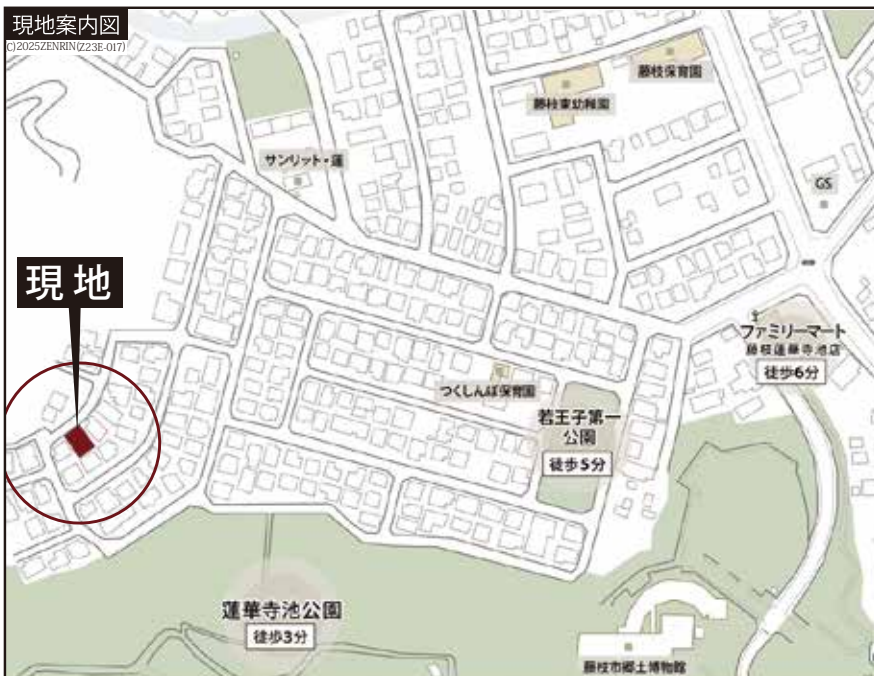 現地案内図
(C)2025ZENRIN(Z23E-017)
藤枝保育園
藤枝東幼稚園
サンリット・蓮
GS
現地
ファミリーマート
藤枝蓮華寺池店
徒歩6分
つくしんぼ保育園
若王子第一
公園
徒歩5分
蓮華寺池公園
徒歩3分
藤枝市郷土博物館